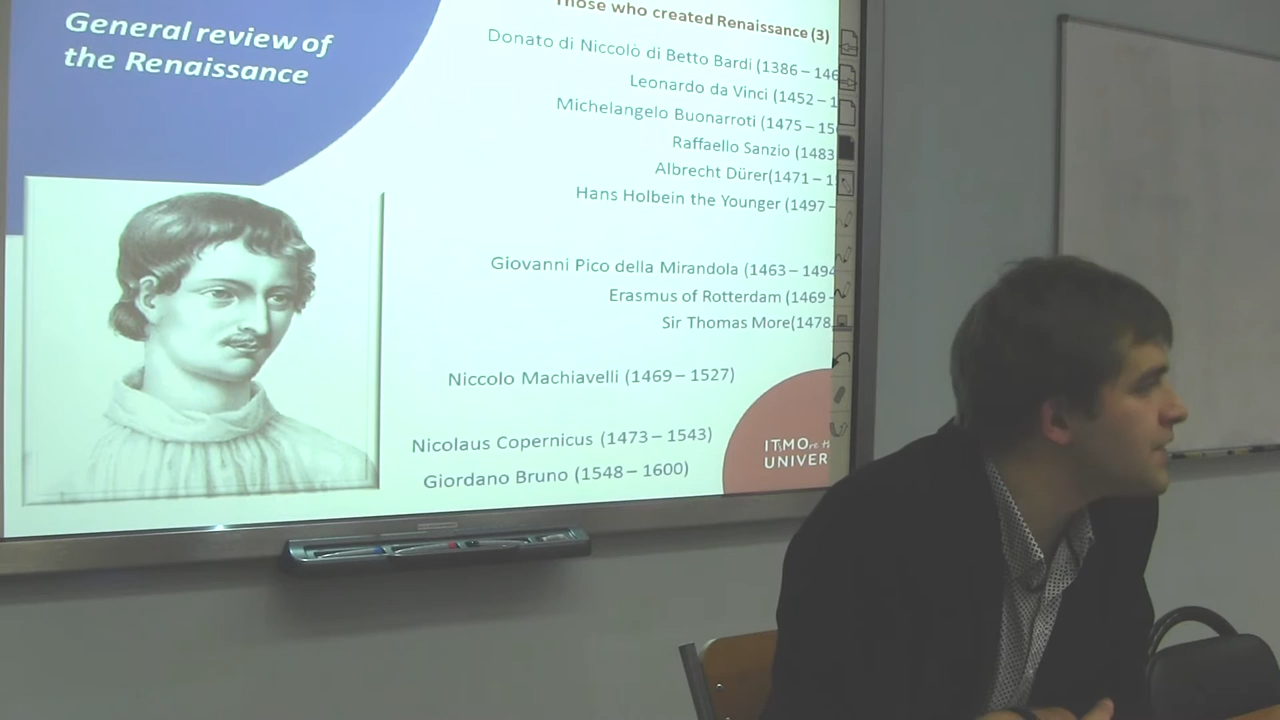 General review of
the Renaissance
Those who created Renaissance (3)
Donato di Niccolò di Betto Bardi (1386 – 146
Leonardo da Vinci (1452 – 1
Michelangelo Buonarroti (1475 – 15
Raffaello Sanzio (1483
Albrecht Dürer(1471 – 1
Hans Holbein the Younger (1497 –
Giovanni Pico della Mirandola (1463 – 1494
Erasmus of Rotterdam (1469 –
Sir Thomas More(1478
Niccolo Machiavelli (1469 – 1527)
Nicolaus Copernicus (1473 – 1543)
Giordano Bruno (1548 – 1600)
ITMO
UNIVER